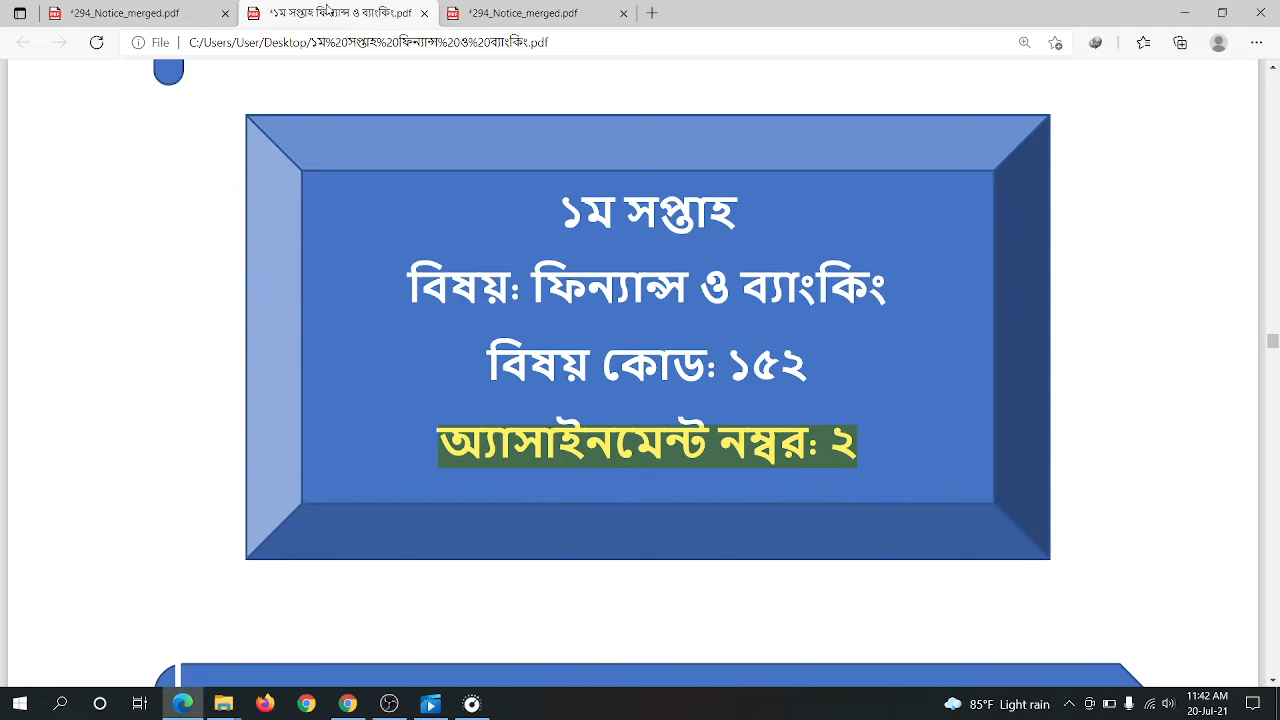 *294_Notice_merged.pdf
*১ম সপ্তাহ ফিন্যান্স ও ব্যাংকিং.pdf
*294_Notice_merged.pdf
File
C:/Users/User/Desktop/১ম%20সপ্তাহ%20ফিন্যান্স%20ও%20ব্যাংকিং.pdf
১ম সপ্তাহ
বিষয়: ফিন্যান্স ও ব্যাংকিং
বিষয় কোড: ১৫২
অ্যাসাইনমেন্ট নম্বর: ২
85°F Light rain
11:42 AM
20-Jul-21